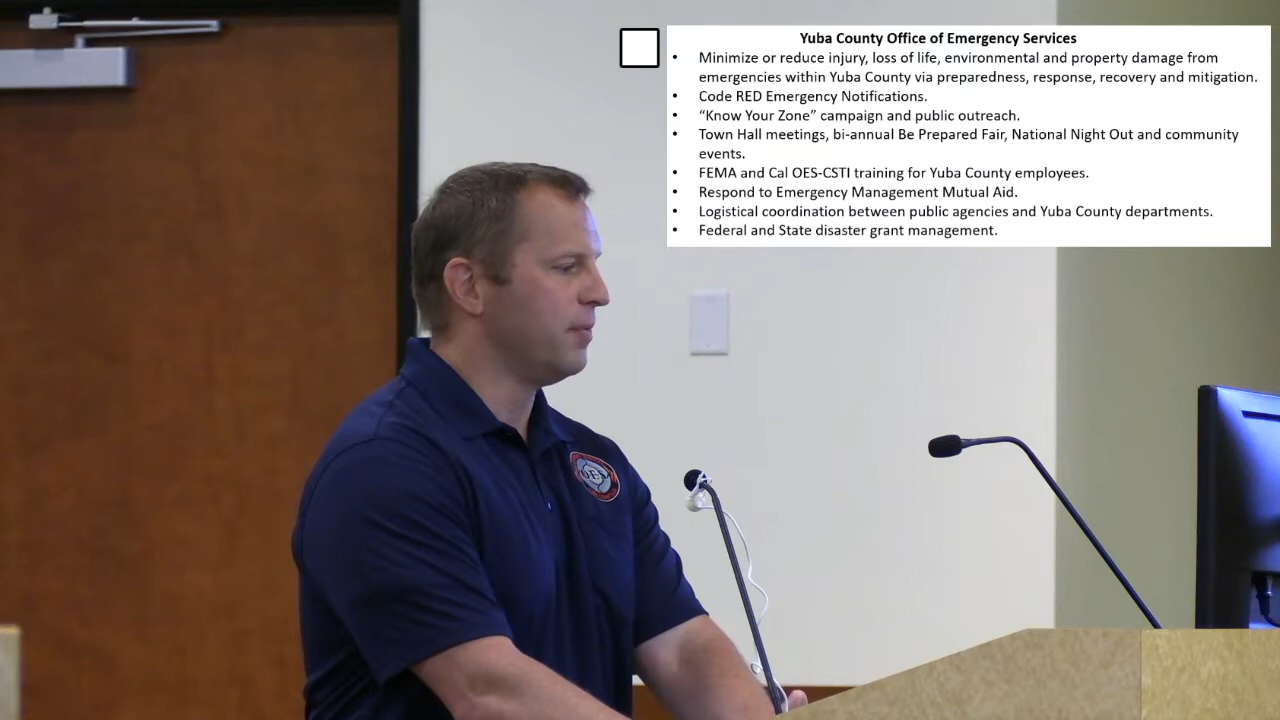 Yuba County Office of Emergency Services
• Minimize or reduce injury, loss of life, environmental and property damage from
emergencies within Yuba County via preparedness, response, recovery and mitigation.
• Code RED Emergency Notifications.
• “Know Your Zone” campaign and public outreach.
• Town Hall meetings, bi-annual Be Prepared Fair, National Night Out and community
events.
• FEMA and Cal OES-CSTI training for Yuba County employees.
• Respond to Emergency Management Mutual Aid.
• Logistical coordination between public agencies and Yuba County departments.
• Federal and State disaster grant management.
OES